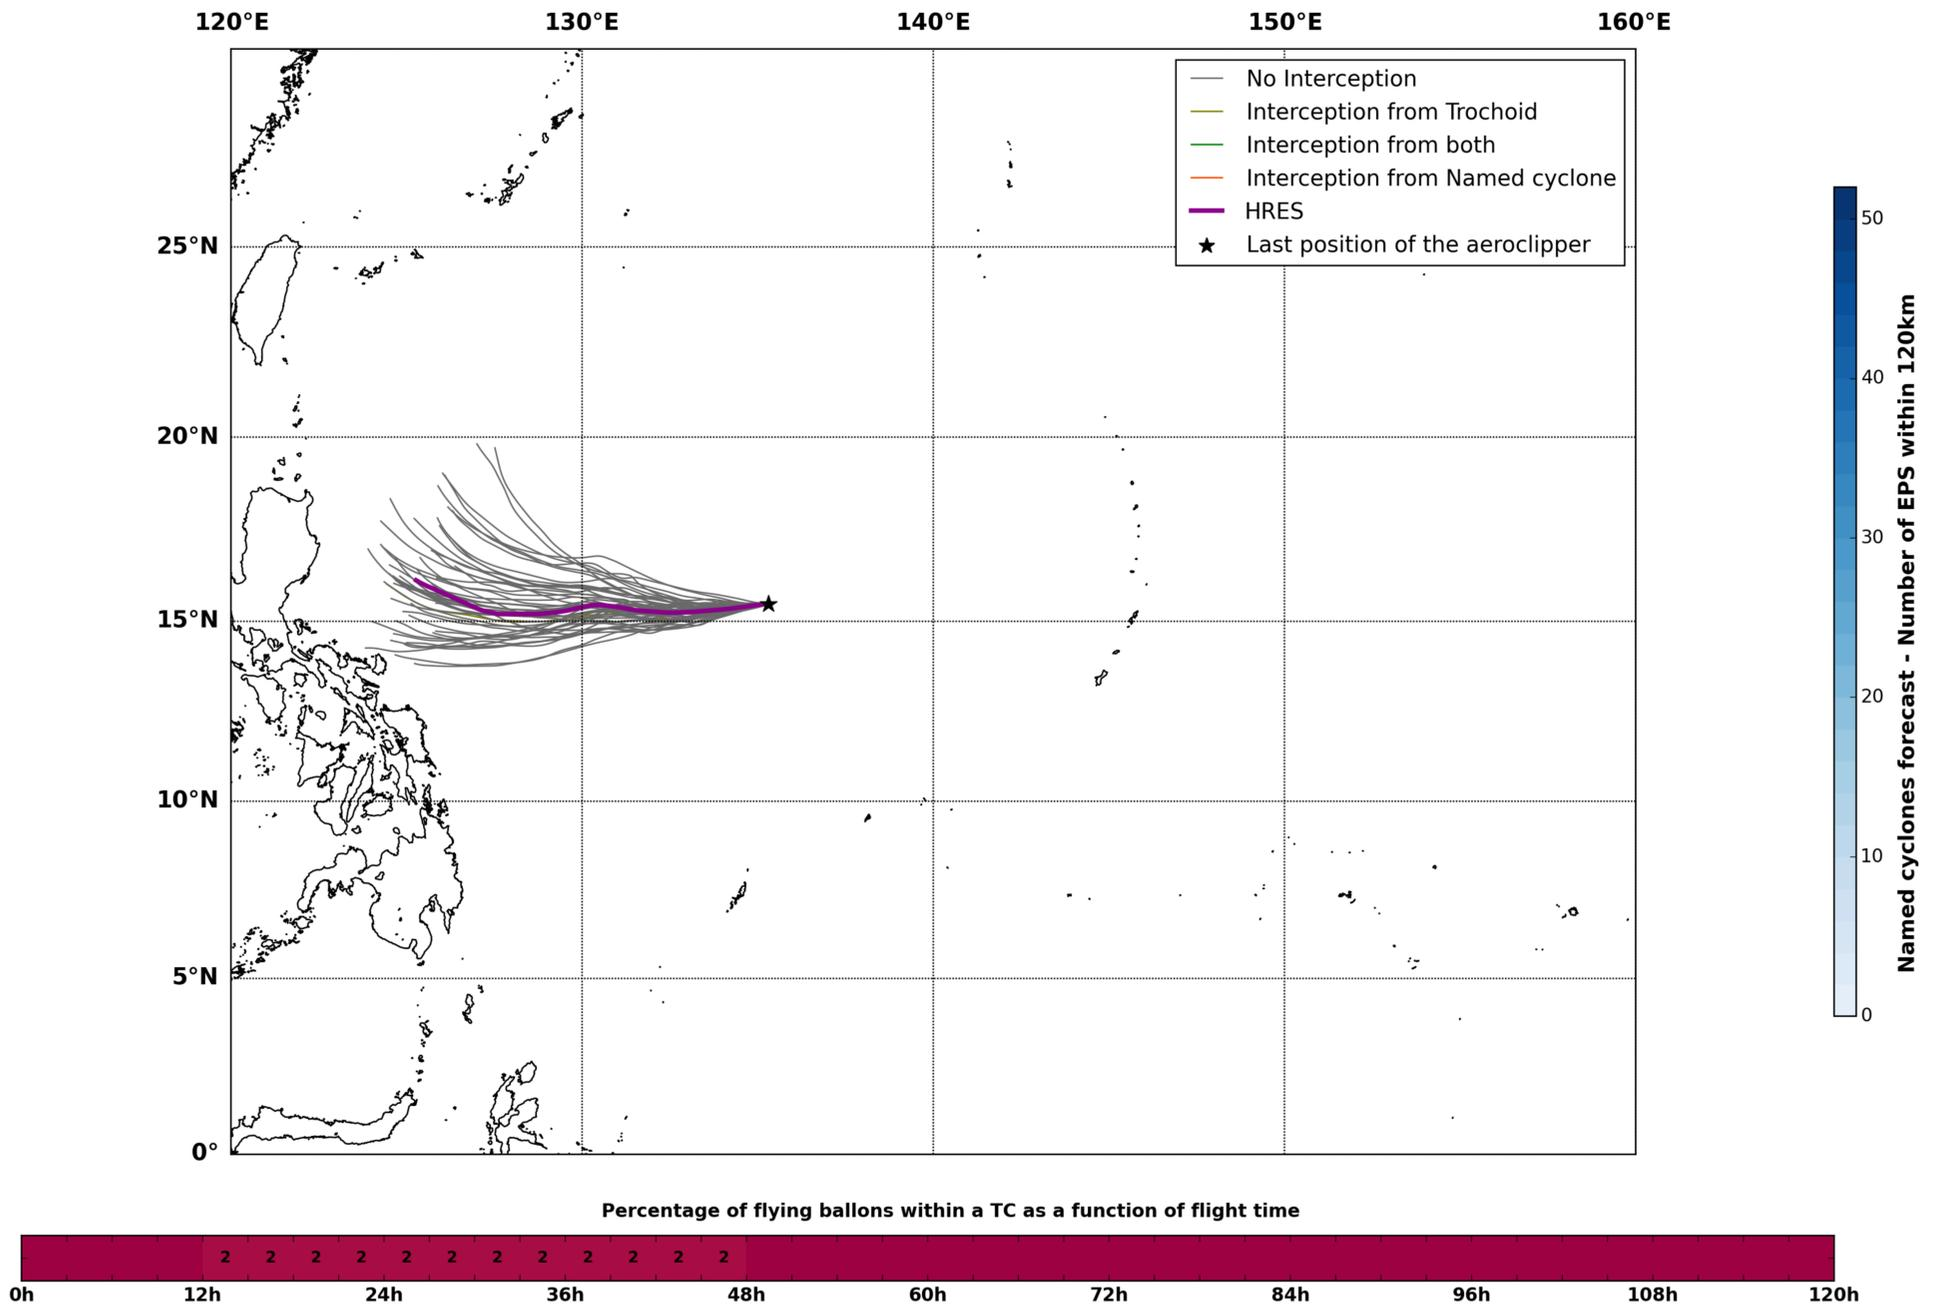 120°E 130°E 140°E 150°E 160°E
No Interception
Interception from Trochoid
Interception from both
Interception from Named cyclone
HRES
Last position of the aeroclipper
25°N
20°N
15°N
10°N
5°N
0°
50
40
30
20
10
0
Named cyclones forecast - Number of EPS within 120km
Percentage of flying ballons within a TC as a function of flight time
2 2 2 2 2 2 2 2 2 2 2 2
0h 12h 24h 36h 48h 60h 72h 84h 96h 108h 120h